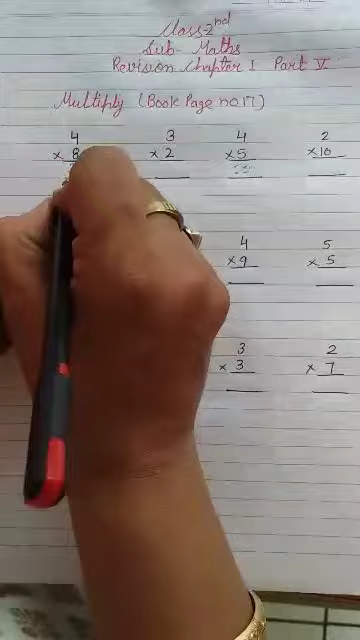 Class-2nd
Sub- Maths
Revision Chapter 1 Part V
Multiply (Book Page no.17)
4 3 4 2
×8 ×2 ×5 ×10
4 5
×9 ×5
3 2
×3 ×7